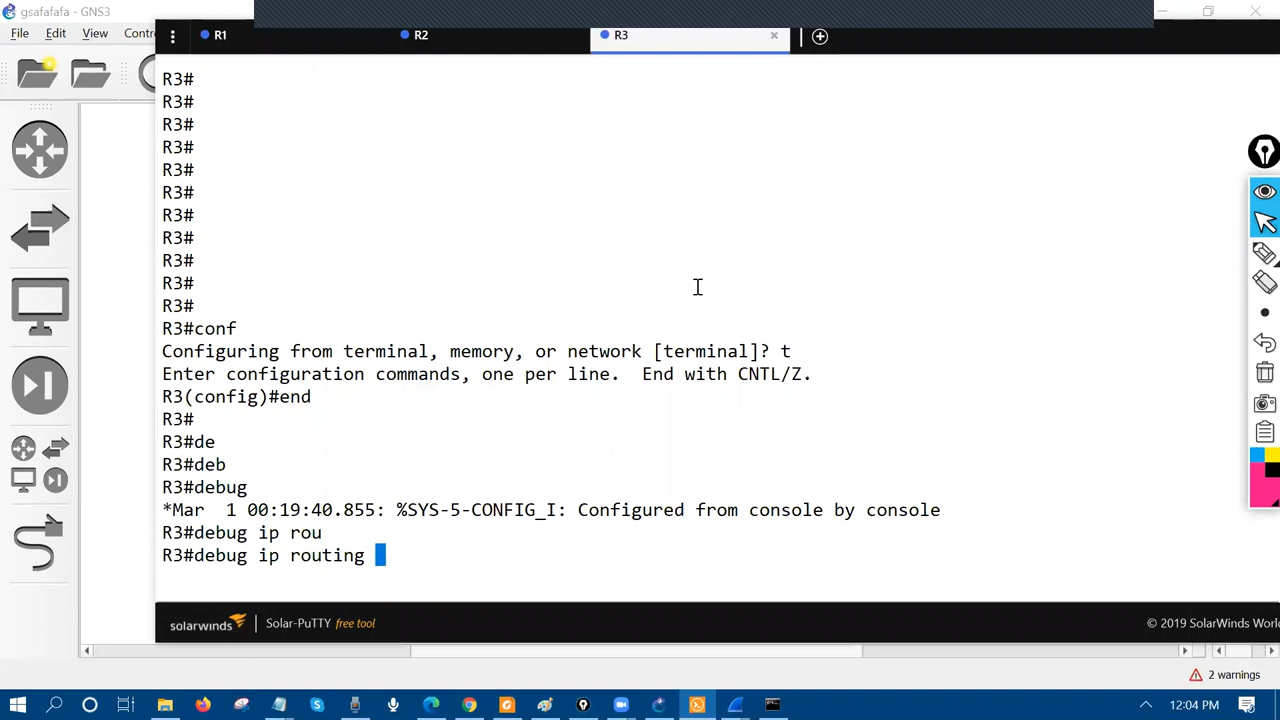 gsafafafa - GNS3
File Edit View Contro
R1 R2 R3
R3#
R3#
R3#
R3#
R3#
R3#
R3#
R3#
R3#
R3#
R3#
R3#conf
Configuring from terminal, memory, or network [terminal]? t
Enter configuration commands, one per line.  End with CNTL/Z.
R3(config)#end
R3#
R3#de
R3#deb
R3#debug
*Mar  1 00:19:40.855: %SYS-5-CONFIG_I: Configured from console by console
R3#debug ip rou
R3#debug ip routing
solarwinds Solar-PuTTY free tool © 2019 SolarWinds World
2 warnings
12:04 PM